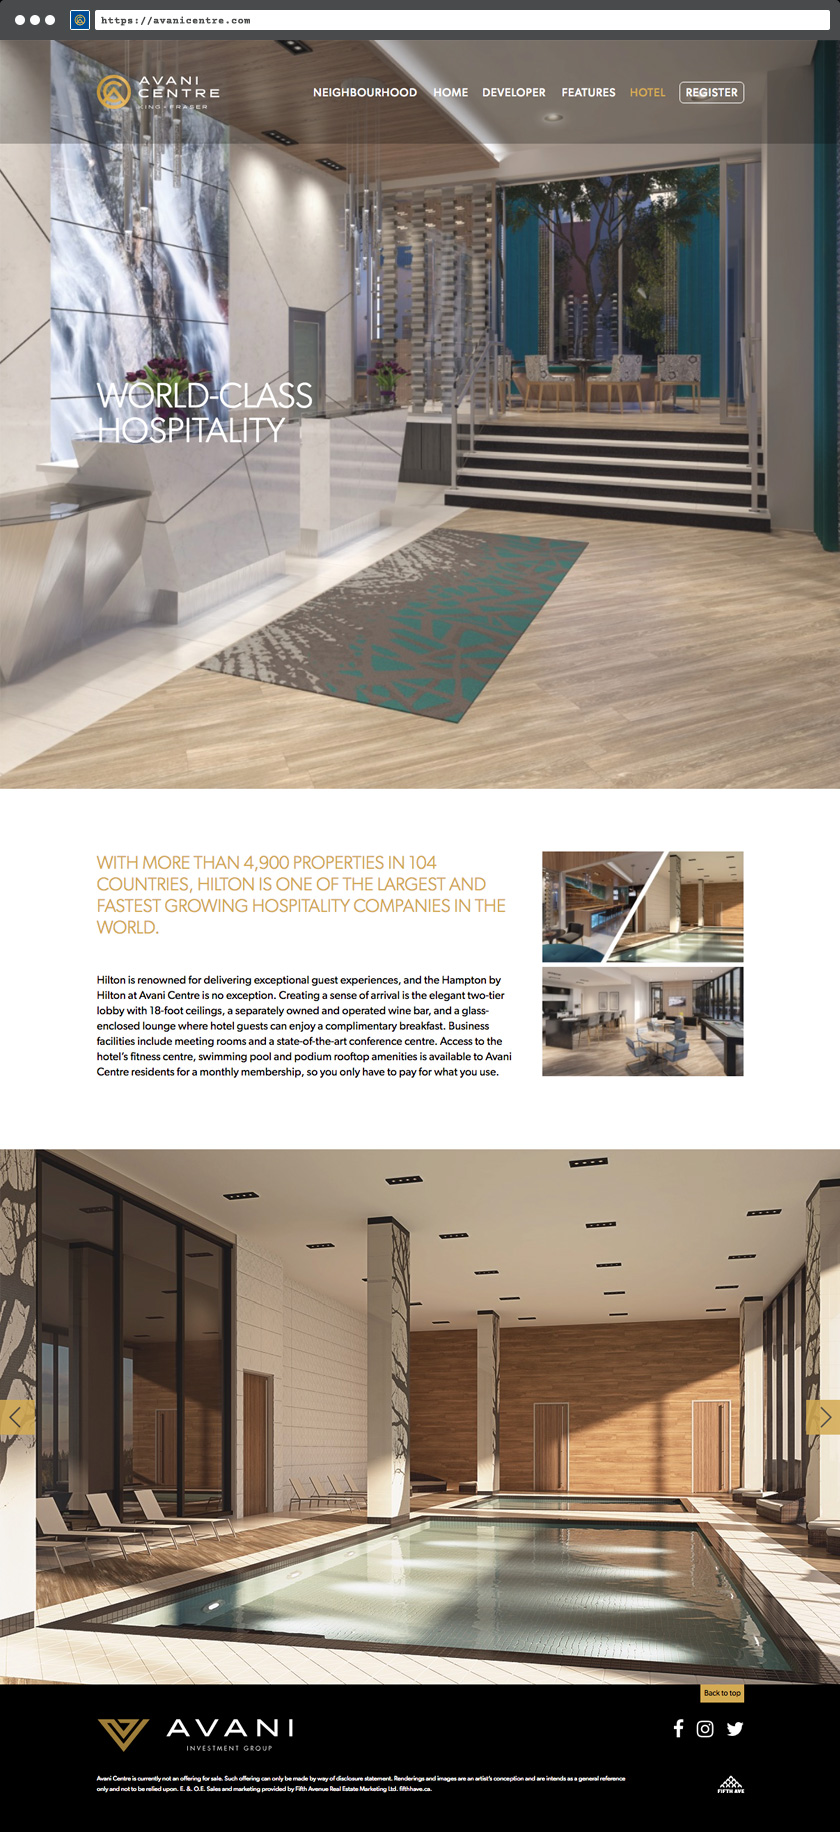 https://avanicentre.com
AVANI
CENTRE
KING + FRASER
NEIGHBOURHOOD HOME DEVELOPER FEATURES HOTEL REGISTER
WORLD-CLASS
HOSPITALITY
WITH MORE THAN 4,900 PROPERTIES IN 104
COUNTRIES, HILTON IS ONE OF THE LARGEST AND
FASTEST GROWING HOSPITALITY COMPANIES IN THE
WORLD.
Hilton is renowned for delivering exceptional guest experiences, and the Hampton by
Hilton at Avani Centre is no exception. Creating a sense of arrival is the elegant two-tier
lobby with 18-foot ceilings, a separately owned and operated wine bar, and a glass-
enclosed lounge where hotel guests can enjoy a complimentary breakfast. Business
facilities include meeting rooms and a state-of-the-art conference centre. Access to the
hotel's fitness centre, swimming pool and podium rooftop amenities is available to Avani
Centre residents for a monthly membership, so you only have to pay for what you use.
Back to top
AVANI
INVESTMENT GROUP
Avani Centre is currently not an offering for sale. Such offering can only be made by way of disclosure statement. Renderings and images are an artist's conception and are intends as a general reference
only and not to be relied upon. E. &. O.E. Sales and marketing provided by Fifth Avenue Real Estate Marketing Ltd. fifthhave.ca.
FIFTH AVE